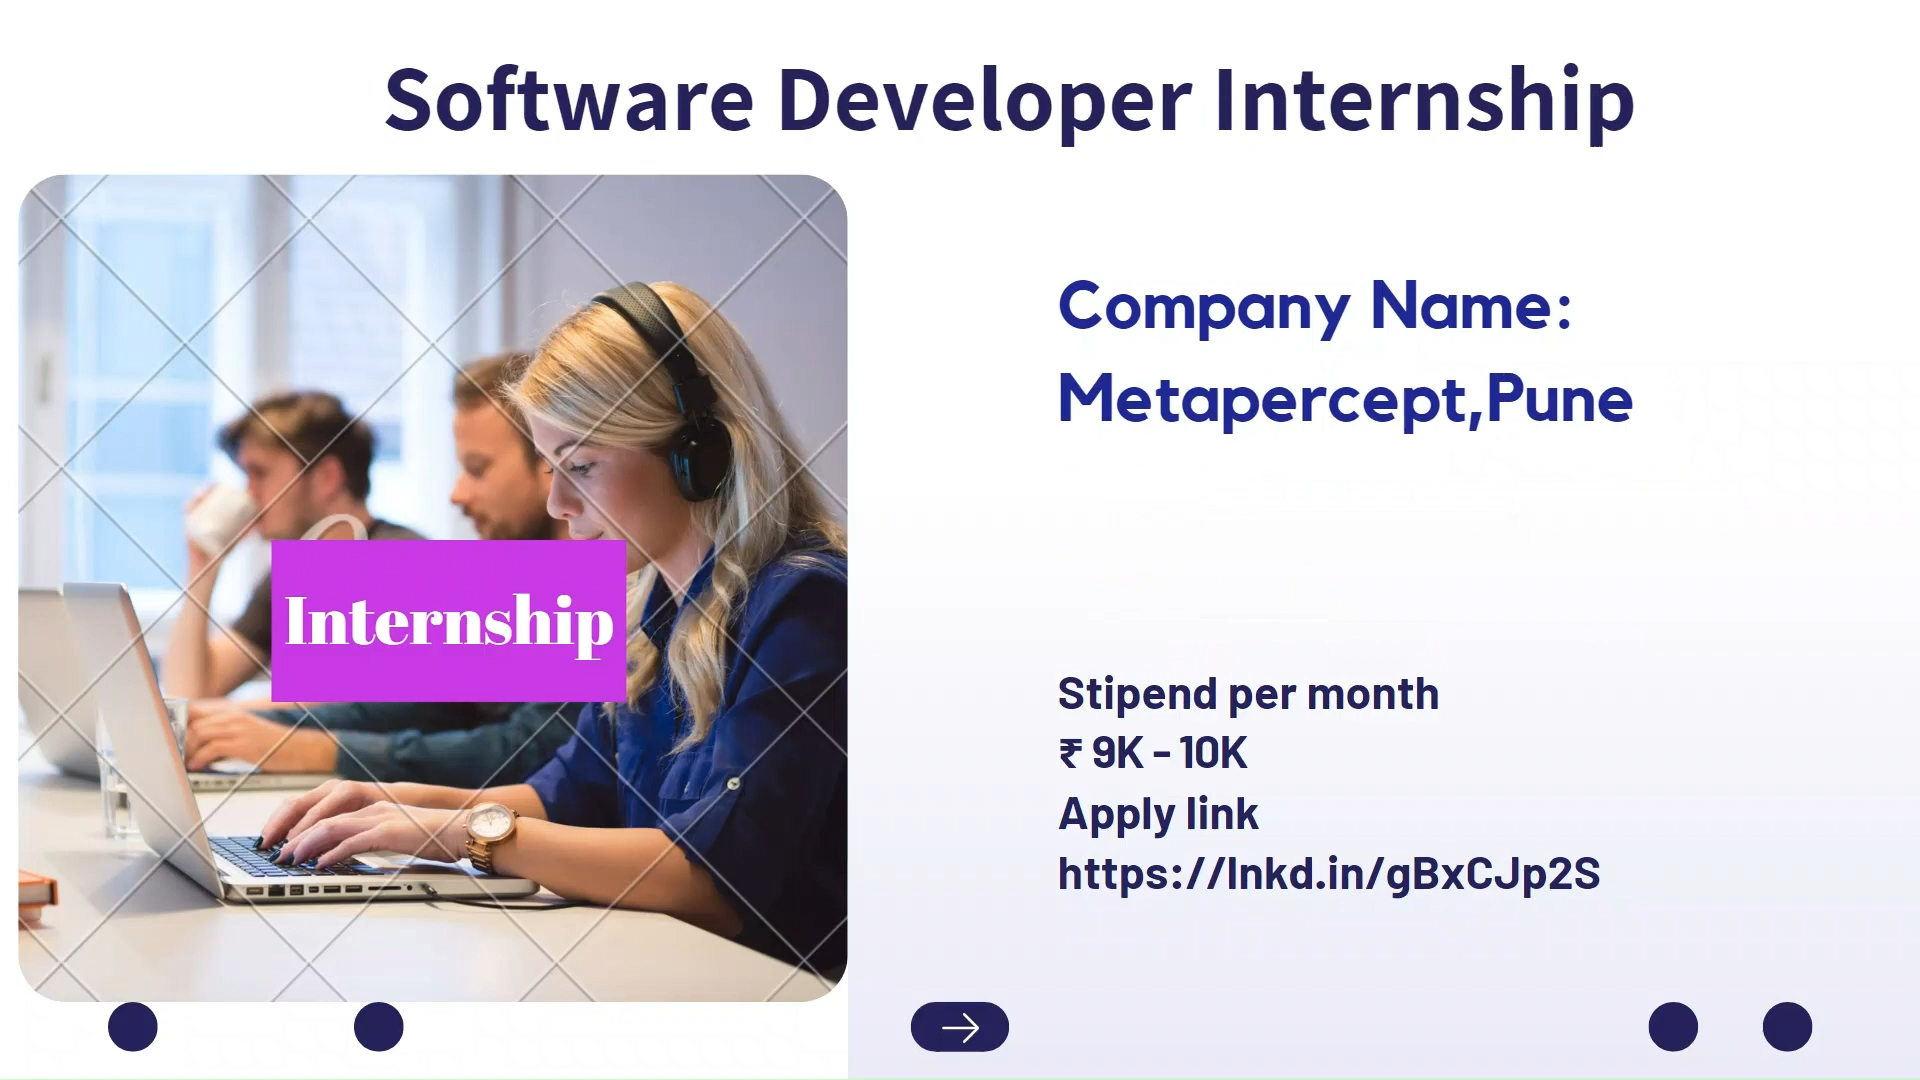 Software Developer Internship
Company Name:
Metapercept,Pune
Internship
Stipend per month
₹ 9K - 10K
Apply link
https://lnkd.in/gBxCJp2S